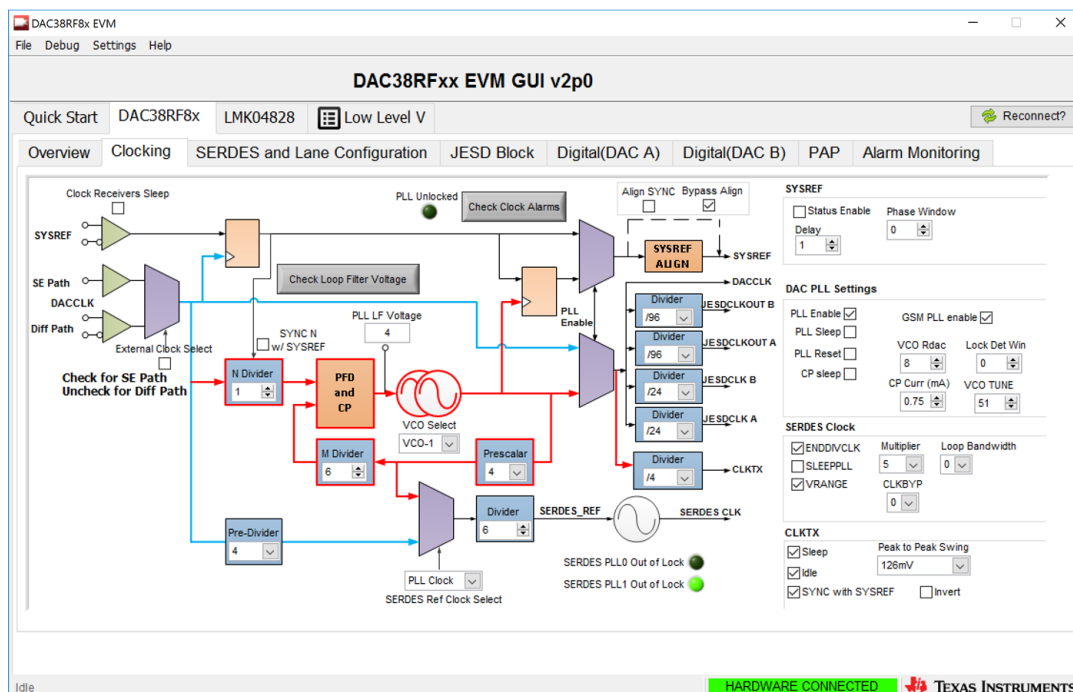 DAC38RF8x EVM
File Debug Settings Help
DAC38RFxx EVM GUI v2p0
Quick Start DAC38RF8x LMK04828 Low Level V Reconnect?
Overview Clocking SERDES and Lane Configuration JESD Block Digital(DAC A) Digital(DAC B) PAP Alarm Monitoring
Clock Receivers Sleep
SYSREF
SE Path
DACCLK
Diff Path
External Clock Select
Check for SE Path
Uncheck for Diff Path
PLL Unlocked
Check Clock Alarms
Check Loop Filter Voltage
SYNC N
w/ SYSREF
PLL LF Voltage
4
N Divider
1
PFD
and
CP
VCO Select
VCO-1
M Divider
6
Prescalar
4
Pre-Divider
4
PLL Clock
SERDES Ref Clock Select
Divider
6
SERDES_REF
SERDES CLK
SERDES PLL0 Out of Lock
SERDES PLL1 Out of Lock
Align SYNC Bypass Align
SYSREF
ALIGN
SYSREF
DACCLK
PLL
Enable
Divider
/96
JESDCLKOUT B
Divider
/96
JESDCLKOUT A
Divider
/24
JESDCLK B
Divider
/24
JESDCLK A
Divider
/4
CLKTX
SYSREF
Status Enable Phase Window
Delay 0
1
DAC PLL Settings
PLL Enable GSM PLL enable
PLL Sleep
PLL Reset VCO Rdac Lock Det Win
8 0
CP sleep CP Curr (mA) VCO TUNE
0.75 51
SERDES Clock
ENDDIVCLK Multiplier Loop Bandwidth
SLEEPPLL 5 0
VRANGE CLKBYP
0
CLKTX
Sleep Peak to Peak Swing
Idle 126mV
SYNC with SYSREF Invert
Idle HARDWARE CONNECTED TEXAS INSTRUMENTS